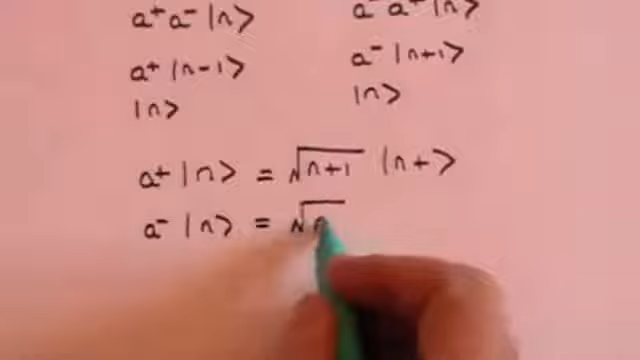 a⁺ a⁻ |n>
a⁻ a⁺ |n>
a⁺ |n-1>
a⁻ |n+1>
|n>
|n>
a⁺ |n> = √n+1 |n+>
a⁻ |n> = √n